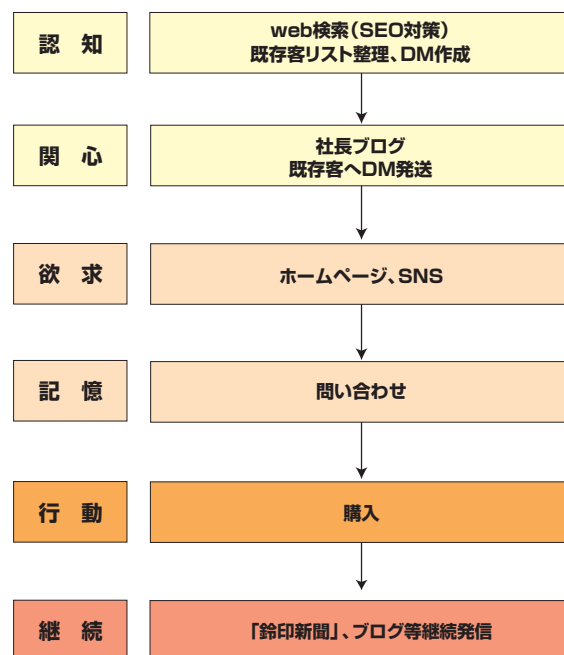 認 知
web検索(SEO対策)
既存客リスト整理、DM作成
関 心
社長ブログ
既存客へDM発送
欲 求
ホームページ、SNS
記 憶
問い合わせ
行 動
購入
継 続
「鈴印新聞」、ブログ等継続発信